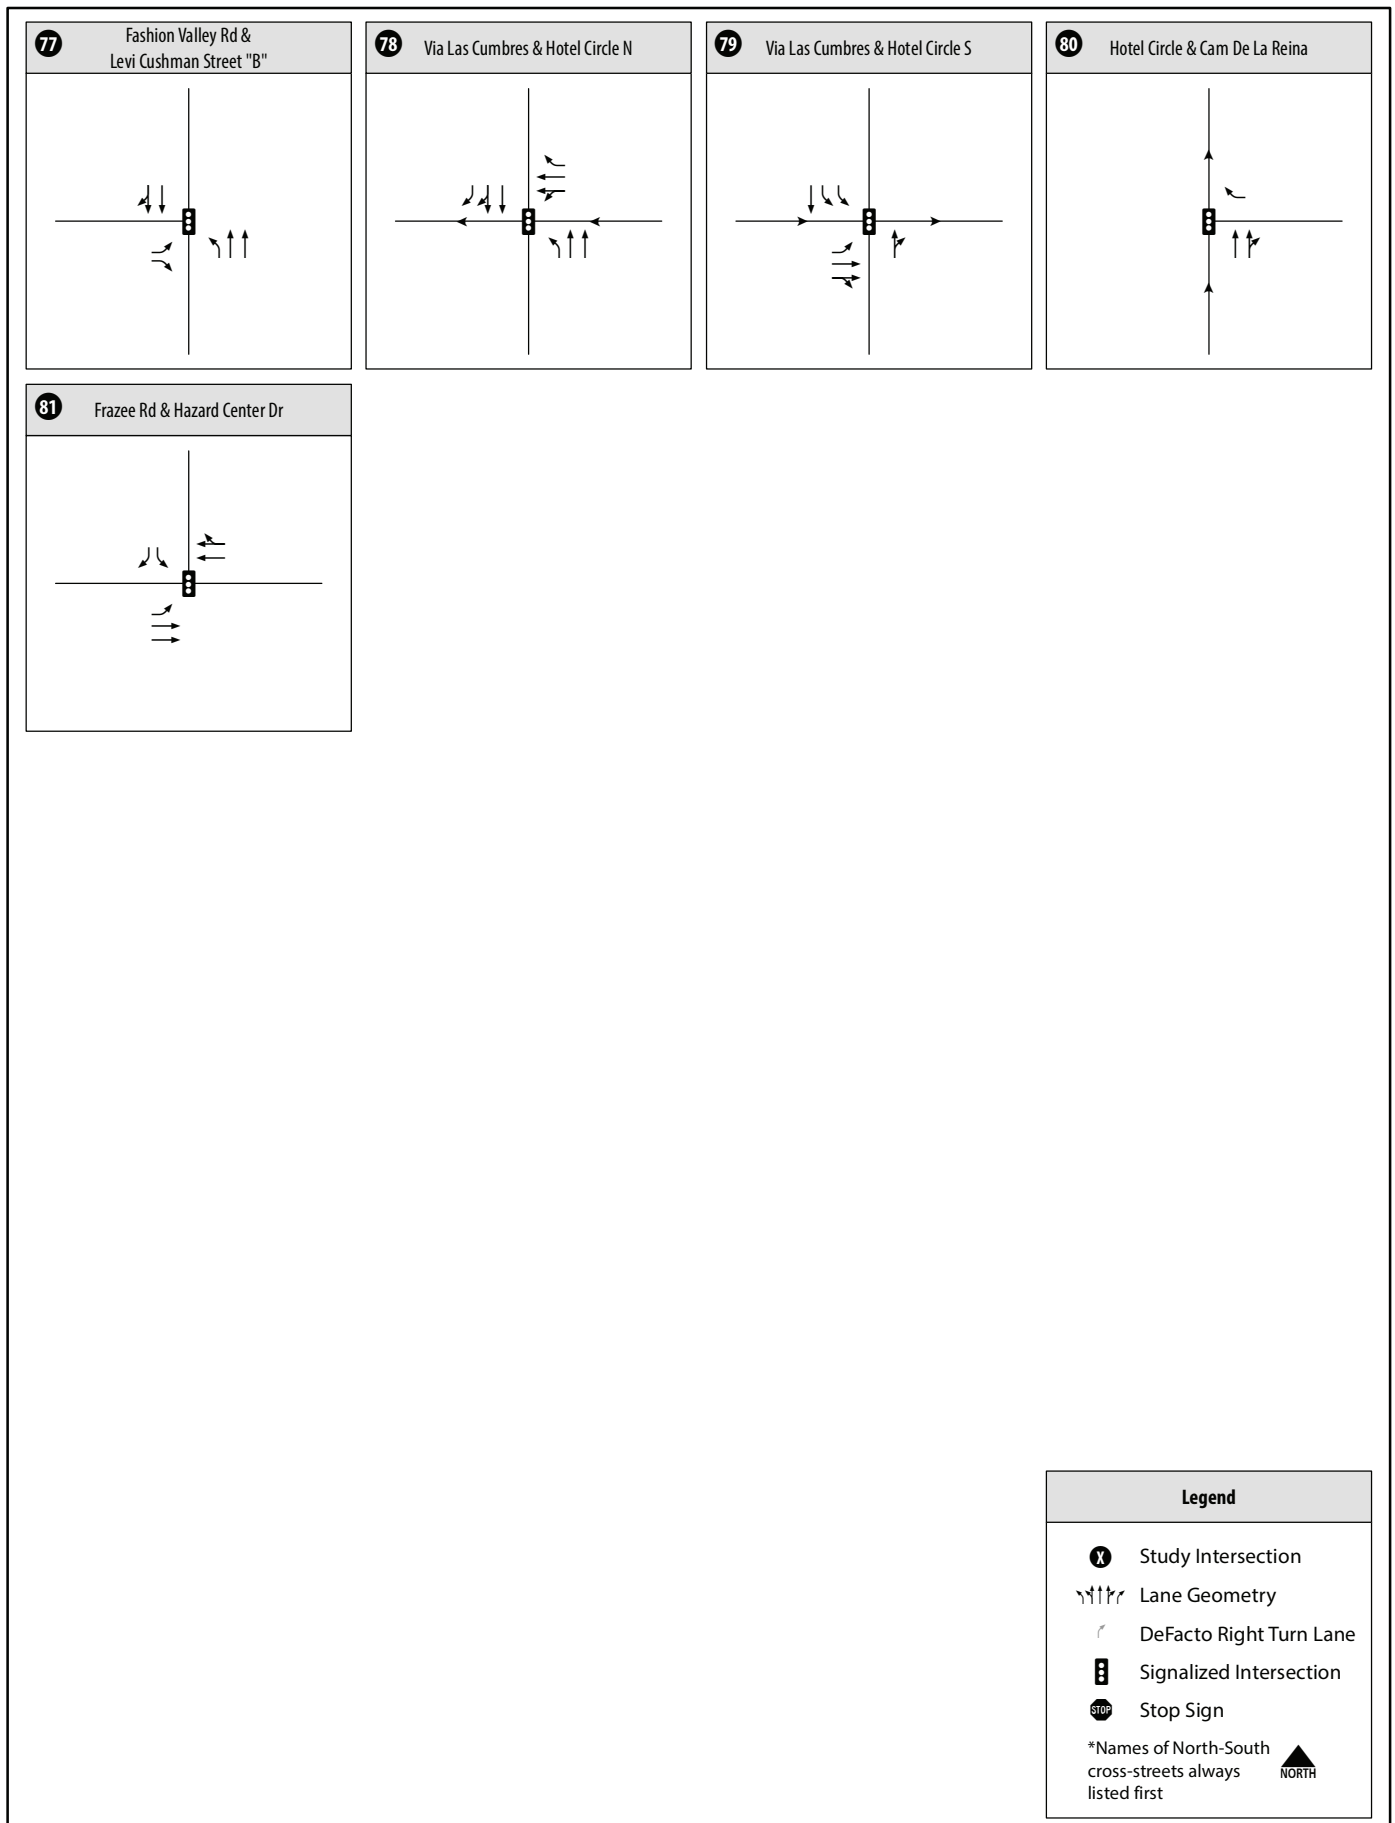 77
Fashion Valley Rd &
Levi Cushman Street "B"
78
Via Las Cumbres & Hotel Circle N
79
Via Las Cumbres & Hotel Circle S
80
Hotel Circle & Cam De La Reina
81
Frazee Rd & Hazard Center Dr
Legend
X
Study Intersection
Lane Geometry
DeFacto Right Turn Lane
Signalized Intersection
STOP
Stop Sign
*Names of North-South
cross-streets always
listed first
NORTH